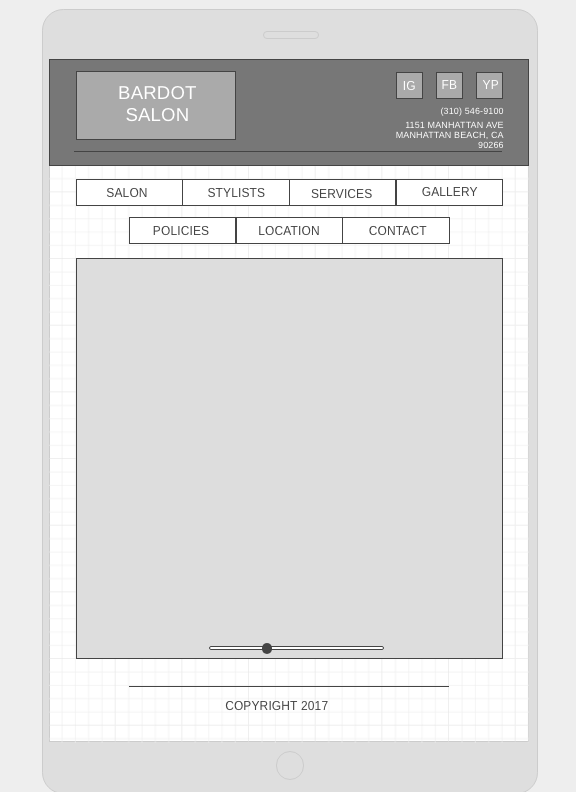 BARDOT
SALON
IG FB YP
(310) 546-9100
1151 MANHATTAN AVE
MANHATTAN BEACH, CA
90266
SALON STYLISTS SERVICES GALLERY
POLICIES LOCATION CONTACT
COPYRIGHT 2017